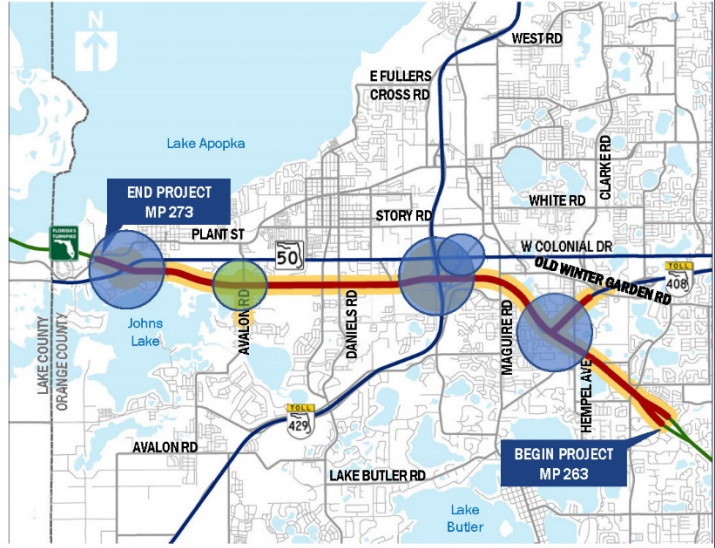 N
WEST RD
E FULLERS
CROSS RD
Lake Apopka
CLARKE RD
END PROJECT
MP 273
WHITE RD
STORY RD
FLORIDA'S
TURNPIKE
PLANT ST
50
W COLONIAL DR
OLD WINTER GARDEN RD
TOLL
408
Johns
Lake
AVALON RD
DANIELS RD
MAGUIRE RD
HEMPEL AVE
LAKE COUNTY
ORANGE COUNTY
TOLL
429
AVALON RD
BEGIN PROJECT
MP 263
LAKE BUTLER RD
Lake
Butler